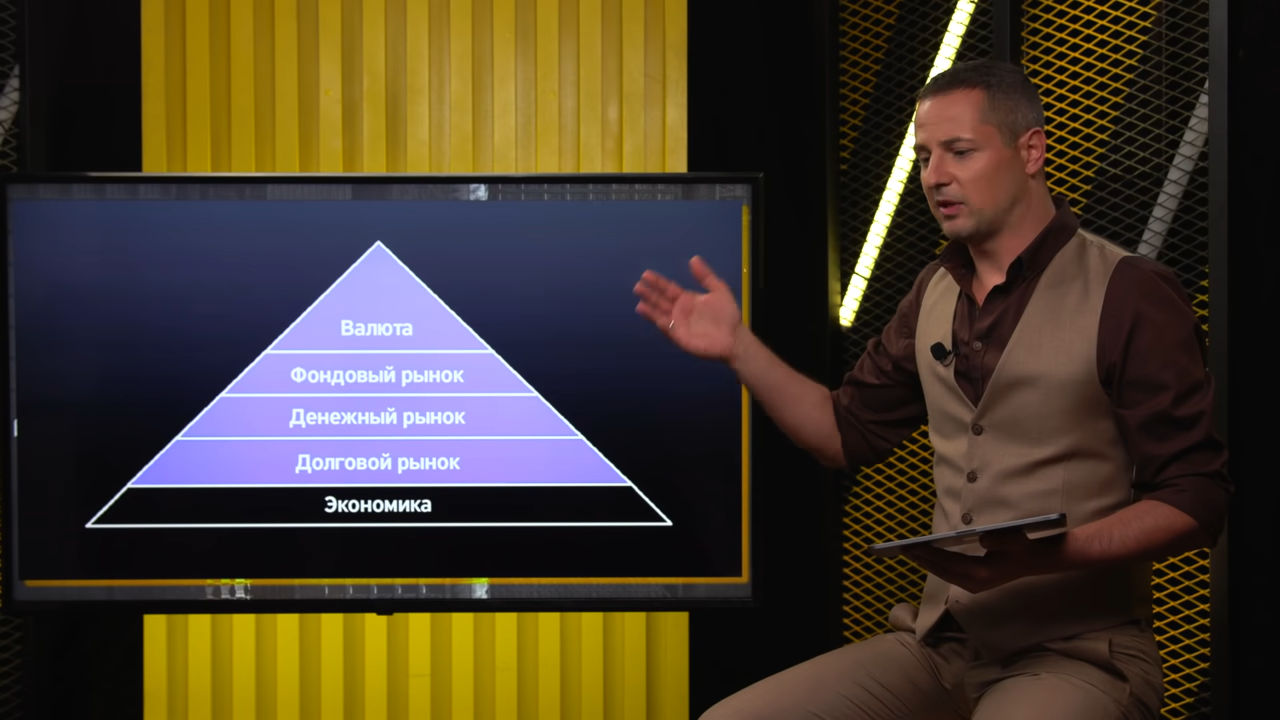 Валюта
Фондовый рынок
Денежный рынок
Долговой рынок
Экономика